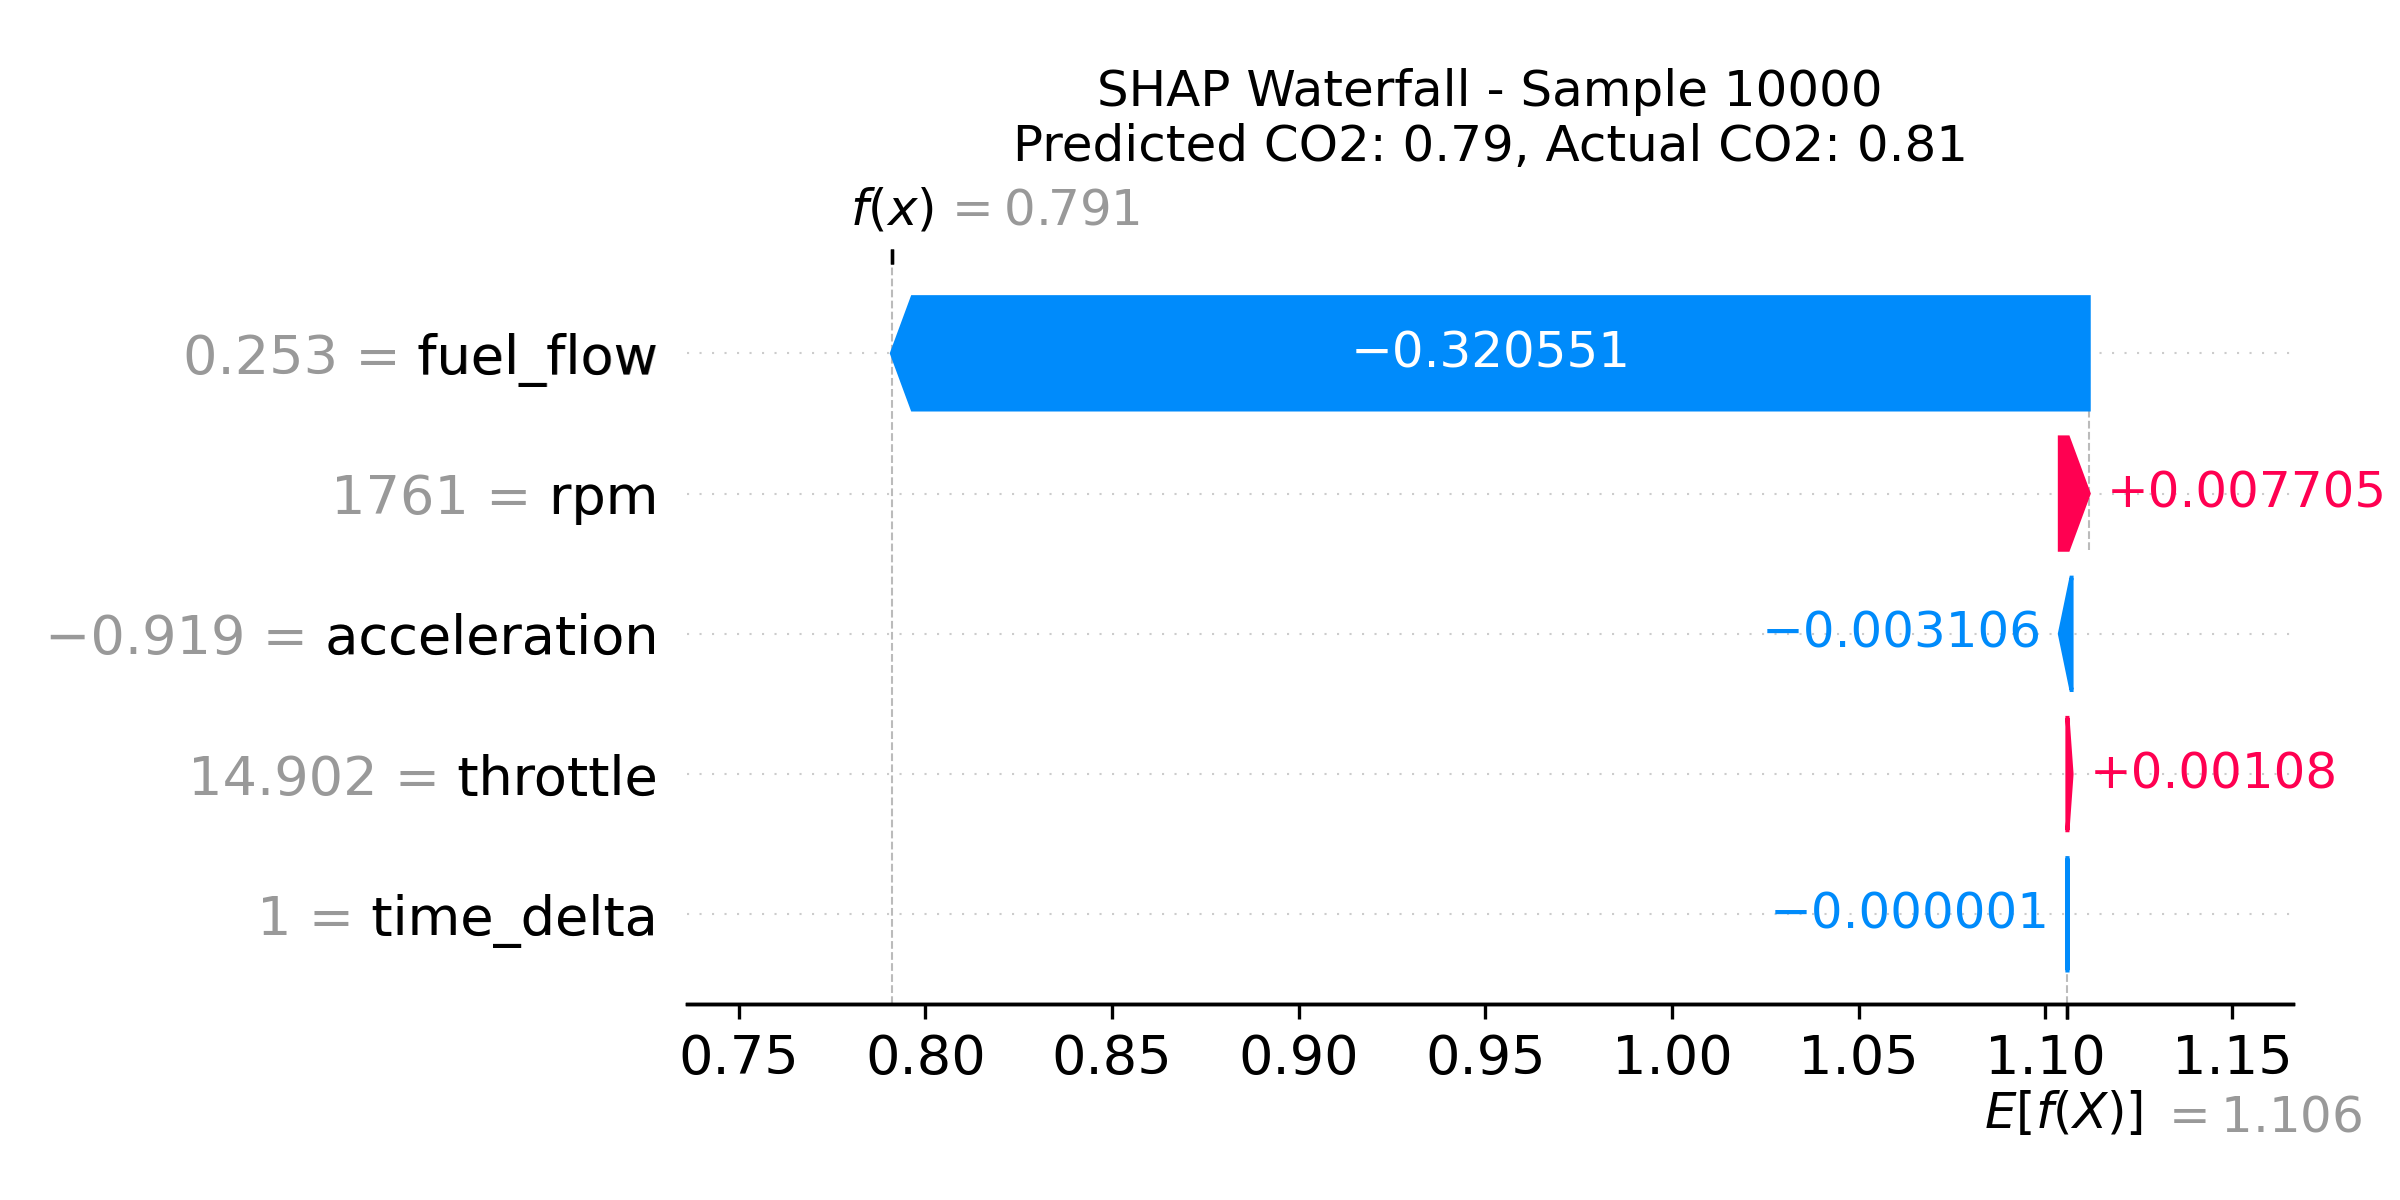 SHAP Waterfall - Sample 10000
Predicted CO2: 0.79, Actual CO2: 0.81
f(x) = 0.791
0.253 = fuel_flow −0.320551
1761 = rpm +0.007705
−0.919 = acceleration −0.003106
14.902 = throttle +0.00108
1 = time_delta −0.000001
0.75 0.80 0.85 0.90 0.95 1.00 1.05 1.10 1.15
E[f(X)] = 1.106